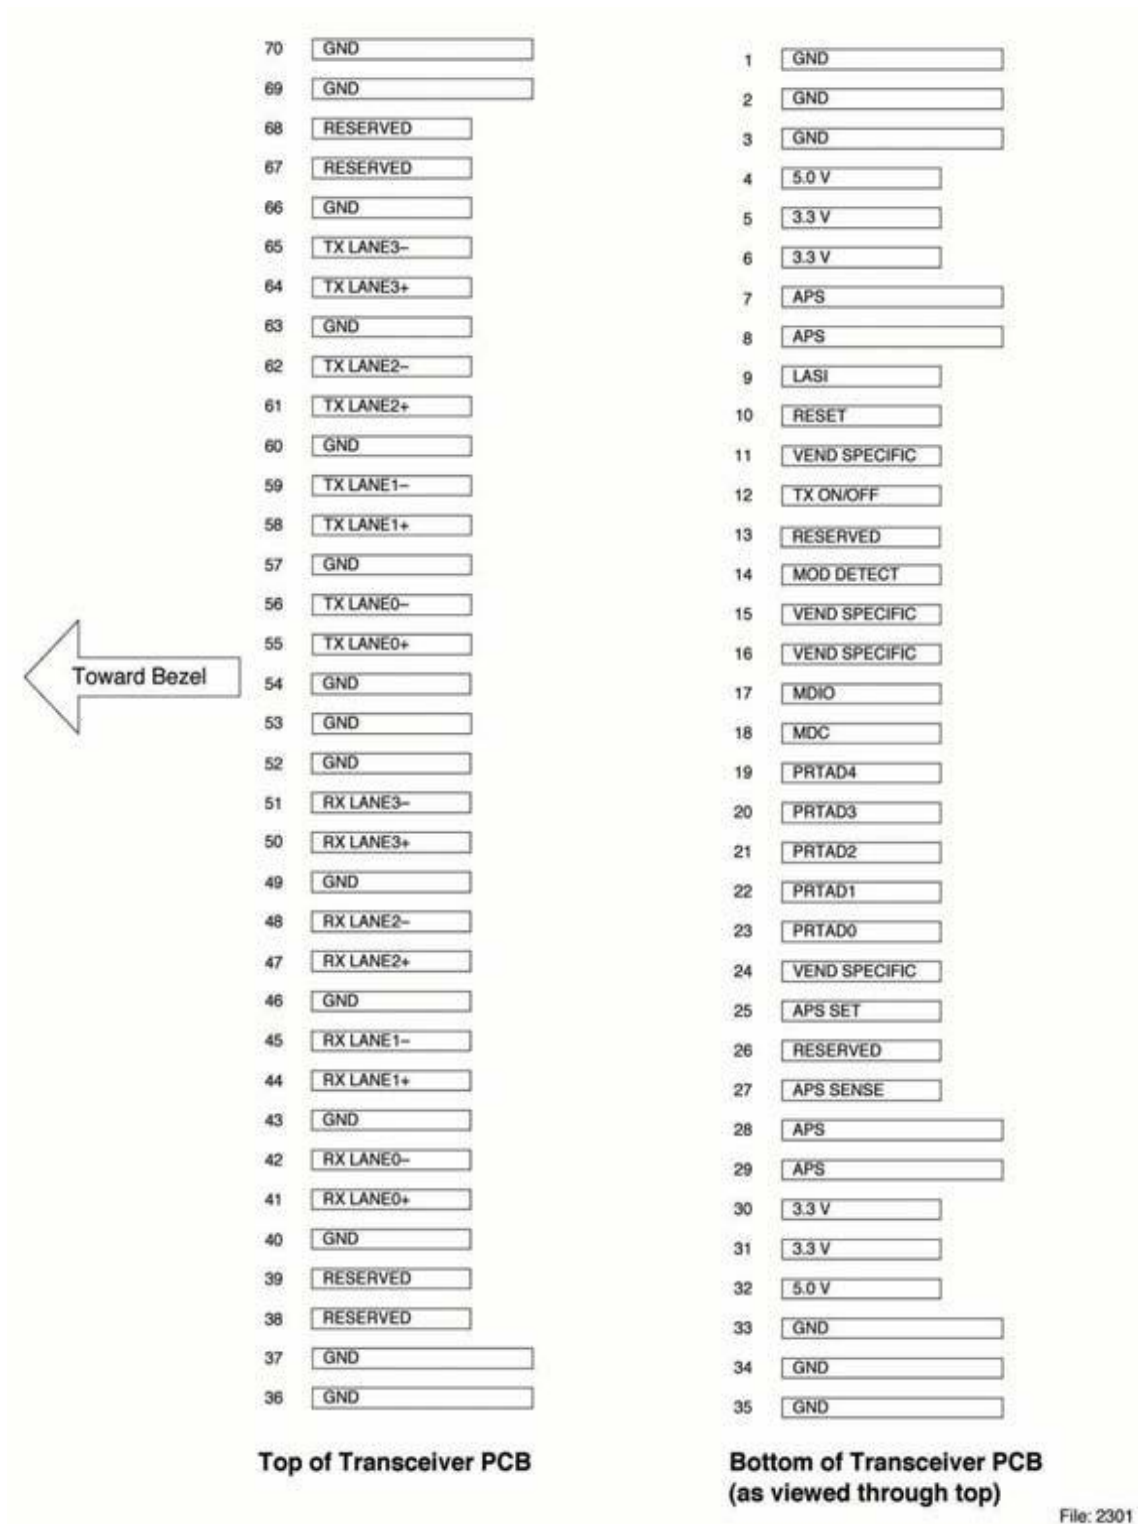 70 GND
69 GND
68 RESERVED
67 RESERVED
66 GND
65 TX LANE3–
64 TX LANE3+
63 GND
62 TX LANE2–
61 TX LANE2+
60 GND
59 TX LANE1–
58 TX LANE1+
57 GND
56 TX LANE0–
55 TX LANE0+
54 GND
53 GND
52 GND
51 RX LANE3–
50 RX LANE3+
49 GND
48 RX LANE2–
47 RX LANE2+
46 GND
45 RX LANE1–
44 RX LANE1+
43 GND
42 RX LANE0–
41 RX LANE0+
40 GND
39 RESERVED
38 RESERVED
37 GND
36 GND
Toward Bezel
Top of Transceiver PCB
1 GND
2 GND
3 GND
4 5.0 V
5 3.3 V
6 3.3 V
7 APS
8 APS
9 LASI
10 RESET
11 VEND SPECIFIC
12 TX ON/OFF
13 RESERVED
14 MOD DETECT
15 VEND SPECIFIC
16 VEND SPECIFIC
17 MDIO
18 MDC
19 PRTAD4
20 PRTAD3
21 PRTAD2
22 PRTAD1
23 PRTAD0
24 VEND SPECIFIC
25 APS SET
26 RESERVED
27 APS SENSE
28 APS
29 APS
30 3.3 V
31 3.3 V
32 5.0 V
33 GND
34 GND
35 GND
Bottom of Transceiver PCB
(as viewed through top)
File: 2301